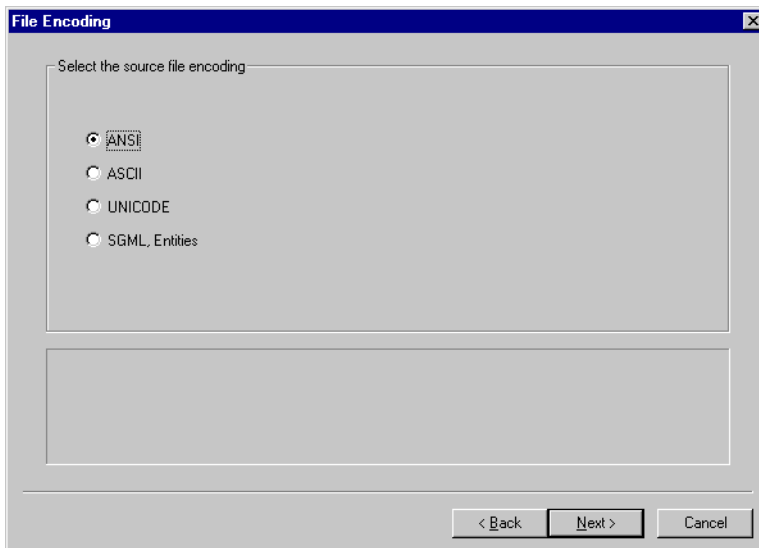 File Encoding
Select the source file encoding
ANSI
ASCII
UNICODE
SGML, Entities
< Back Next > Cancel